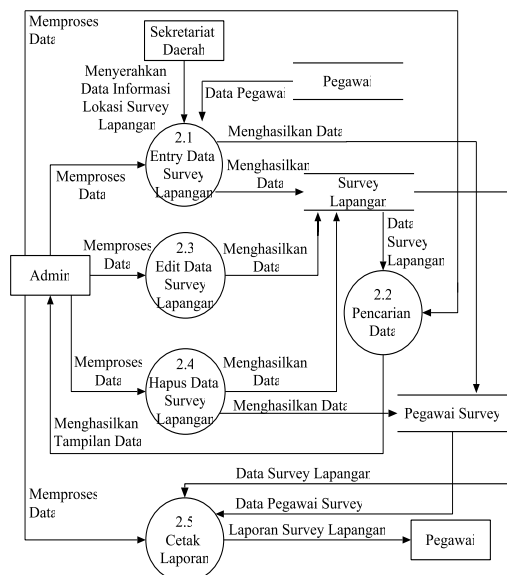 Memproses
Data
Sekretariat
Daerah
Menyerahkan
Data Informasi
Lokasi Survey
Lapangan
Data Pegawai
Pegawai
2.1
Entry Data
Survey
Lapangan
Menghasilkan Data
Menghasilkan
Data
Memproses
Data
Survey
Lapangan
Data
Survey
Lapangan
Memproses
Data
2.3
Edit Data
Survey
Lapangan
Menghasilkan
Data
Admin
2.2
Pencarian
Data
Memproses
Data
2.4
Hapus Data
Survey
Lapangan
Menghasilkan
Data
Menghasilkan Data
Pegawai Survey
Menghasilkan
Tampilan Data
Data Survey Lapangan
Memproses
Data
Data Pegawai Survey
2.5
Cetak
Laporan
Laporan Survey Lapangan
Pegawai